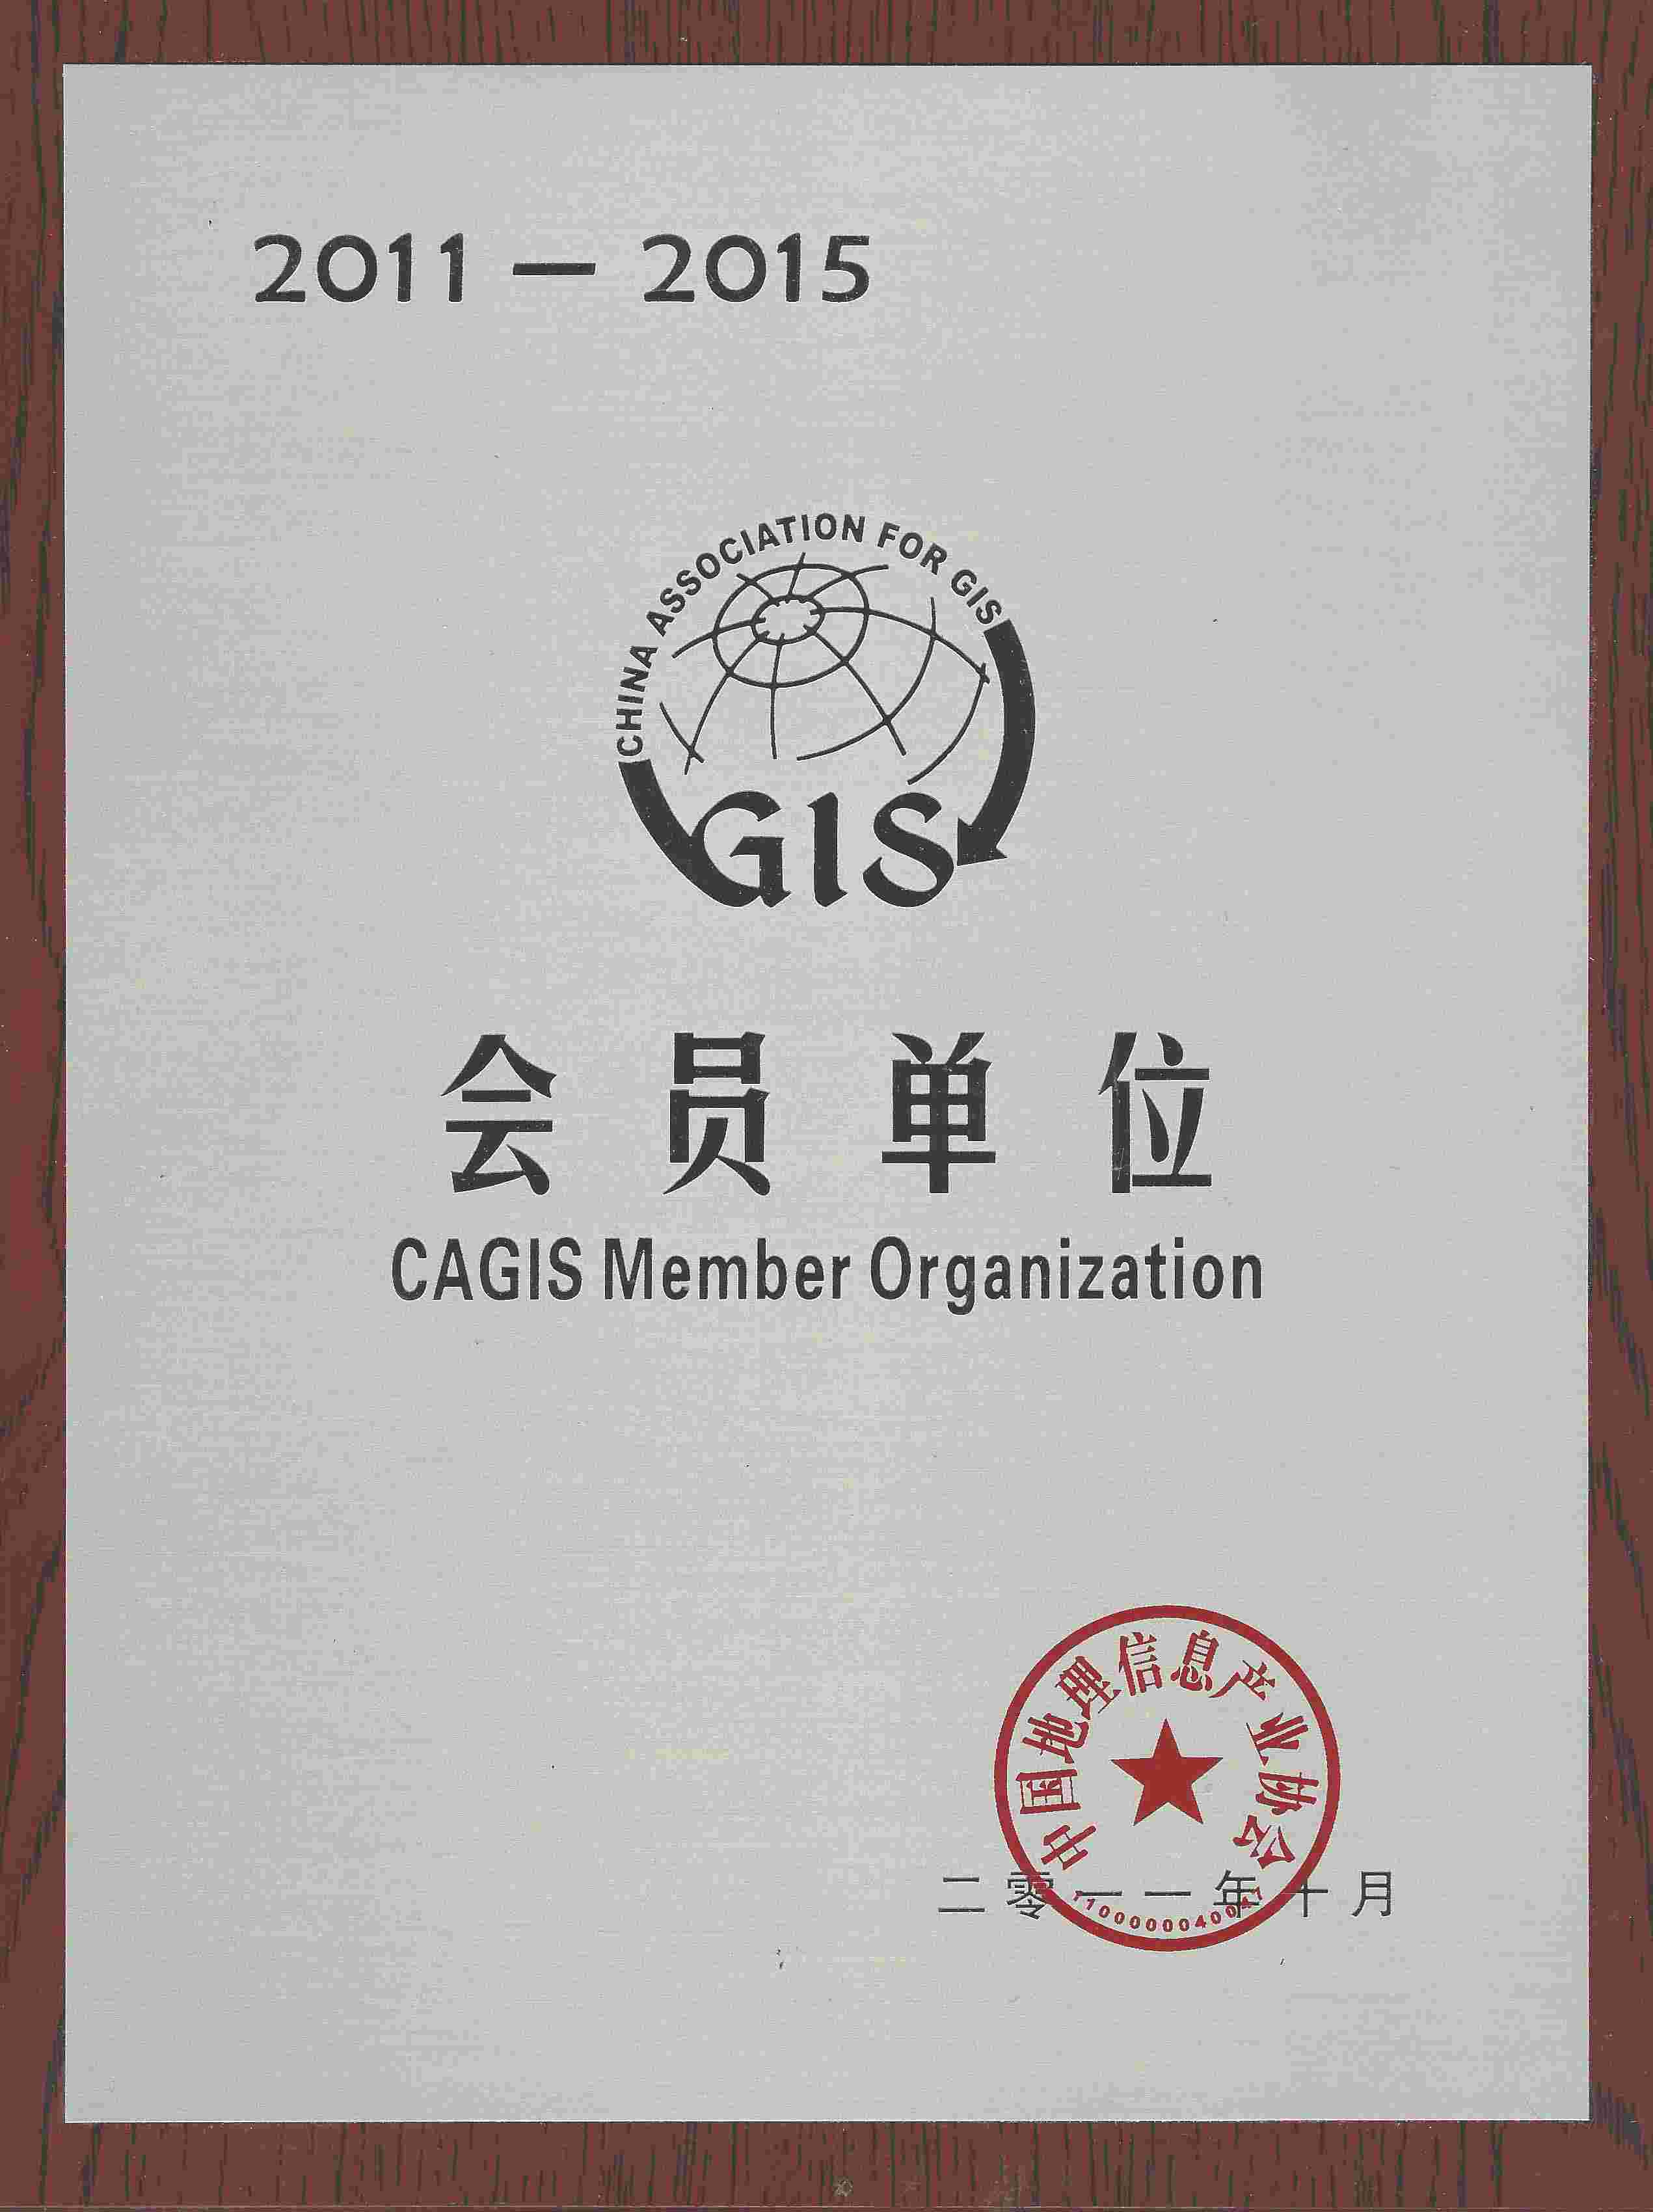 2011 — 2015
CHINA ASSOCIATION FOR GIS
GIS
会员单位
CAGIS Member Organization
中国地理信息产业协会
二零一一年十月